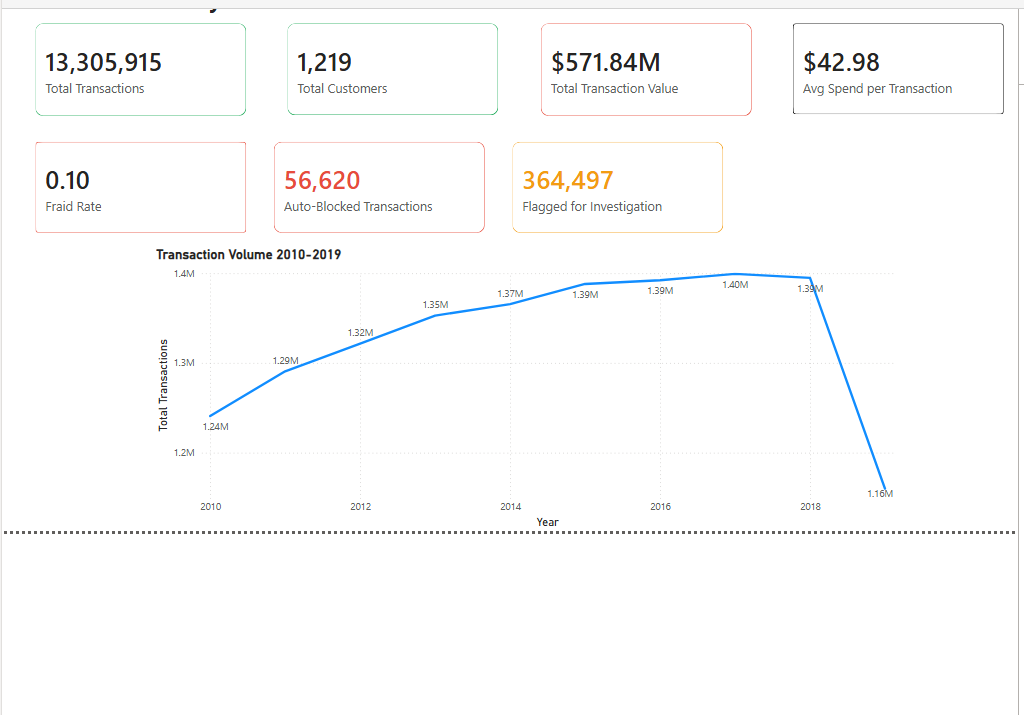 13,305,915
Total Transactions
1,219
Total Customers
$571.84M
Total Transaction Value
$42.98
Avg Spend per Transaction
0.10
Fraid Rate
56,620
Auto-Blocked Transactions
364,497
Flagged for Investigation
Transaction Volume 2010-2019
1.4M
1.3M
1.2M
Total Transactions
1.24M
1.29M
1.32M
1.35M
1.37M
1.39M
1.39M
1.40M
1.39M
1.16M
2010
2012
2014
2016
2018
Year